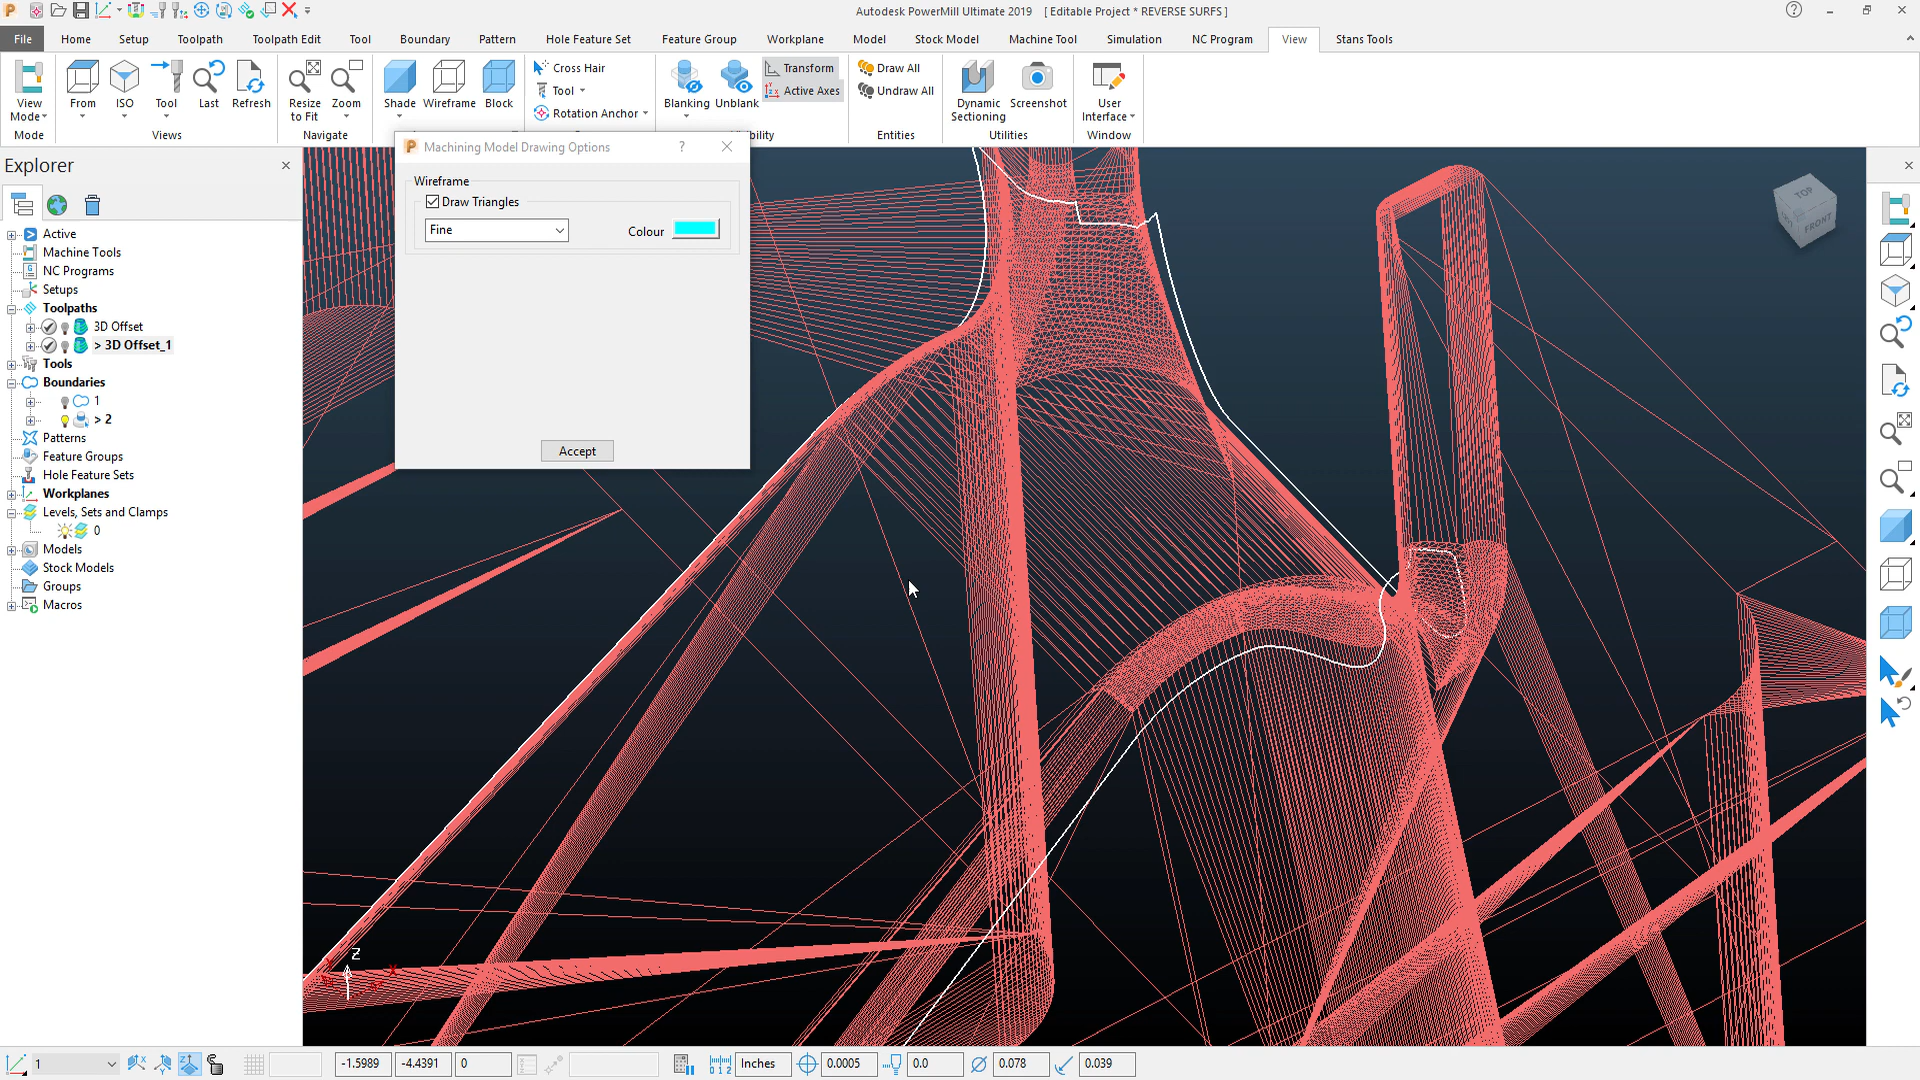 Autodesk PowerMill Ultimate 2019 [ Editable Project * REVERSE SURFS ]
File Home Setup Toolpath Toolpath Edit Tool Boundary Pattern Hole Feature Set Feature Group Workplane Model Stock Model Machine Tool Simulation NC Program View Stans Tools
View Mode
From
ISO
Tool
Last
Refresh
Resize to Fit
Zoom
Shade
Wireframe
Block
Cross Hair
Tool
Rotation Anchor
Blanking
Unblank
Transform
Active Axes
Draw All
Undraw All
Dynamic Sectioning
Screenshot
User Interface
Mode
Views
Navigate
Entities
Utilities
Window
Machining Model Drawing Options ?
Wireframe
Draw Triangles
Fine
Colour
Accept
Explorer
Active
Machine Tools
NC Programs
Setups
Toolpaths
3D Offset
> 3D Offset_1
Tools
Boundaries
1
> 2
Patterns
Feature Groups
Hole Feature Sets
Workplanes
Levels, Sets and Clamps
0
Models
Stock Models
Groups
Macros
TOP
FRONT
Z
X
1
-1.5989
-4.4391
0
Inches
0.0005
0.0
0.078
0.039